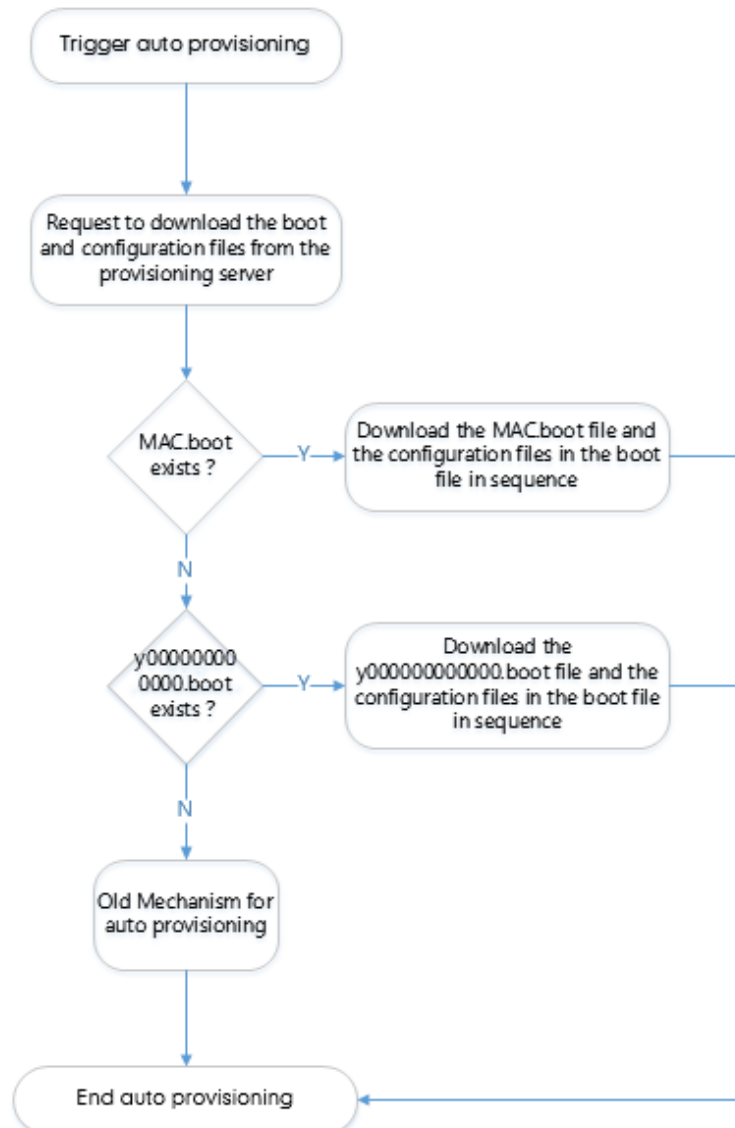 Trigger auto provisioning
Request to download the boot
and configuration files from the
provisioning server
MAC.boot
exists ?
Y
Download the MAC.boot file and
the configuration files in the boot
file in sequence
N
y00000000
0000.boot
exists ?
Y
Download the
y000000000000.boot file and the
configuration files in the boot file
in sequence
N
Old Mechanism for
auto provisioning
End auto provisioning